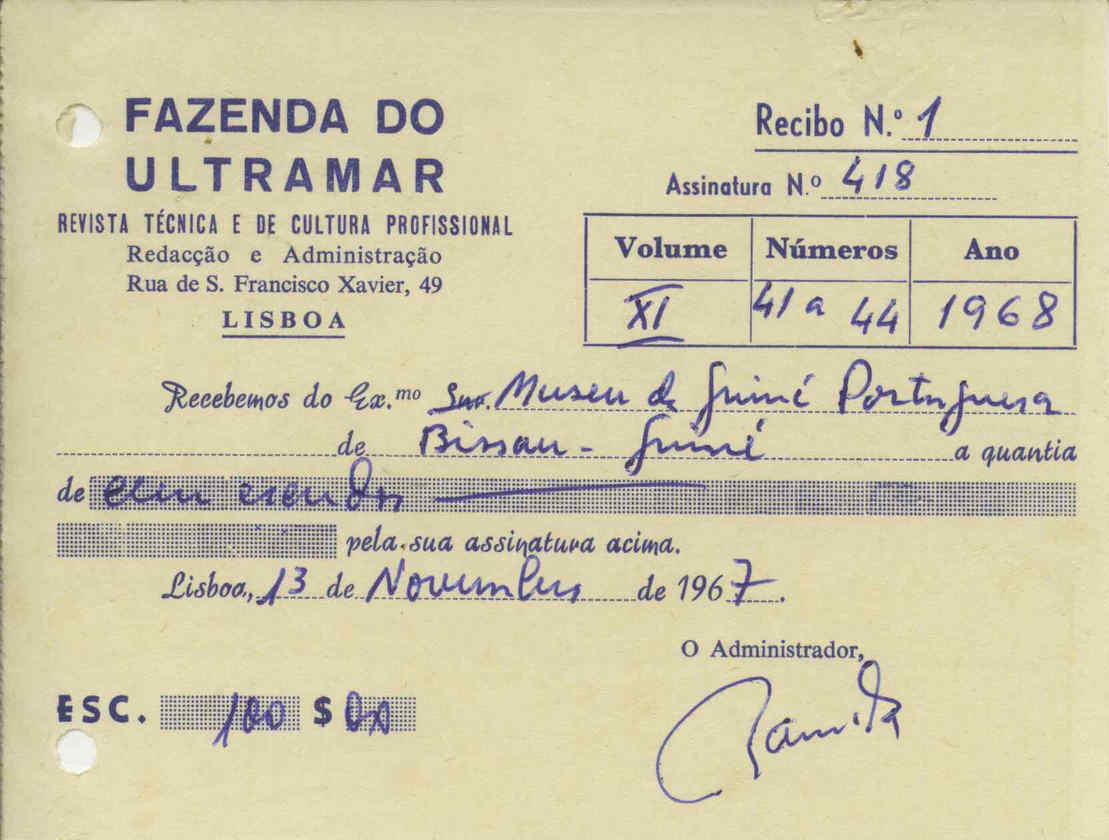 FAZENDA DO
ULTRAMAR
REVISTA TÉCNICA E DE CULTURA PROFISSIONAL
Redacção e Administração
Rua de S. Francisco Xavier, 49
LISBOA
Recibo N.º 1
Assinatura N.º 418
Volume Números Ano
XI 41 a 44 1968
Recebemos do Ex.mo Snr. Museu da Guiné Portuguesa
de Bissau - Guiné a quantia
de cem escudos
pela sua assinatura acima.
Lisboa, 13 de Novembro de 1967.
O Administrador,
ESC. 100 $ 00